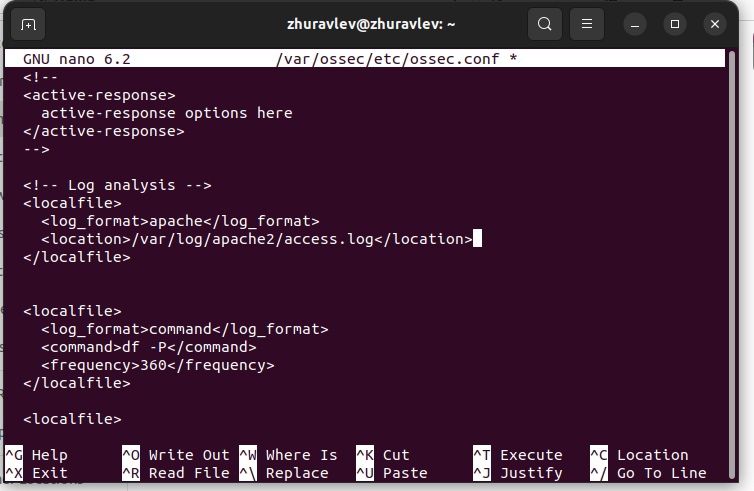 zhuravlev@zhuravlev: ~
GNU nano 6.2 /var/ossec/etc/ossec.conf *
<!--
<active-response>
active-response options here
</active-response>
-->
<!-- Log analysis -->
<localfile>
<log_format>apache</log_format>
<location>/var/log/apache2/access.log</location>
</localfile>
<localfile>
<log_format>command</log_format>
<command>df -P</command>
<frequency>360</frequency>
</localfile>
<localfile>
^G Help ^O Write Out ^W Where Is ^K Cut ^T Execute ^C Location
^X Exit ^R Read File ^\ Replace ^U Paste ^J Justify ^/ Go To Line